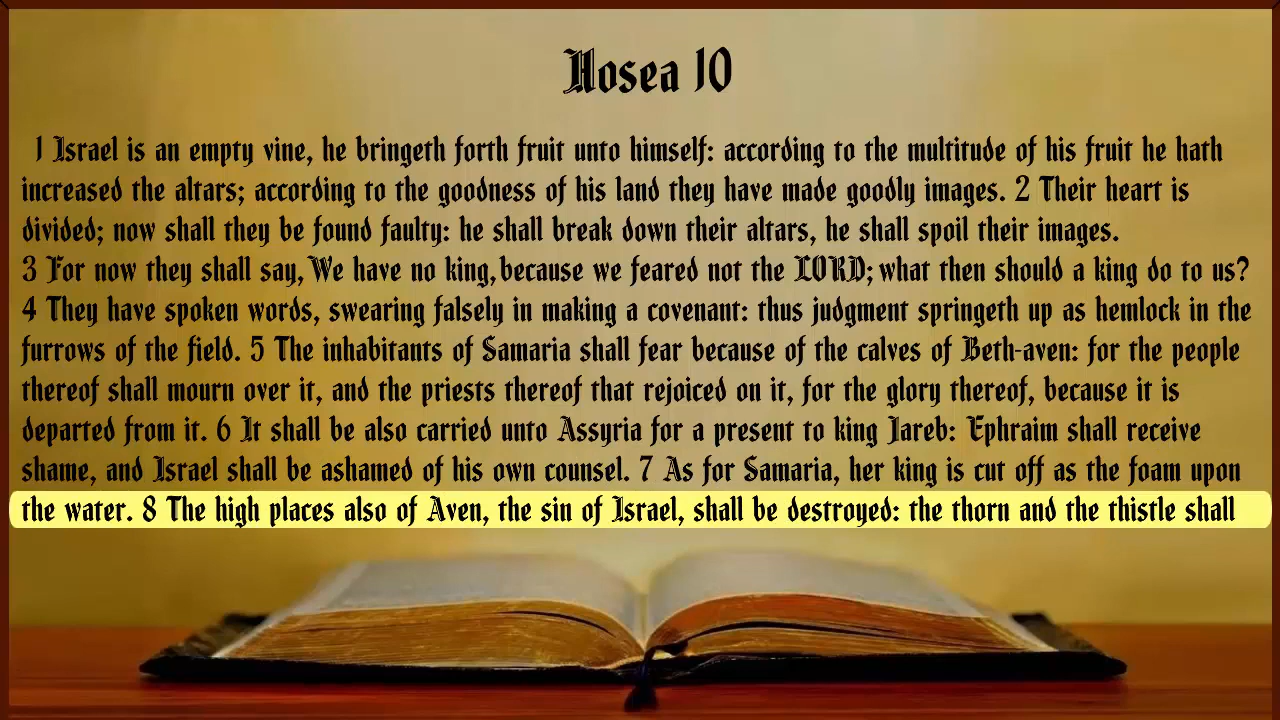 Hosea 10
1 Israel is an empty vine, he bringeth forth fruit unto himself: according to the multitude of his fruit he hath
increased the altars; according to the goodness of his land they have made goodly images. 2 Their heart is
divided; now shall they be found faulty: he shall break down their altars, he shall spoil their images.
3 For now they shall say, We have no king, because we feared not the LORD; what then should a king do to us?
4 They have spoken words, swearing falsely in making a covenant: thus judgment springeth up as hemlock in the
furrows of the field. 5 The inhabitants of Samaria shall fear because of the calves of Beth-aven: for the people
thereof shall mourn over it, and the priests thereof that rejoiced on it, for the glory thereof, because it is
departed from it. 6 It shall be also carried unto Assyria for a present to king Jareb: Ephraim shall receive
shame, and Israel shall be ashamed of his own counsel. 7 As for Samaria, her king is cut off as the foam upon
the water. 8 The high places also of Aven, the sin of Israel, shall be destroyed: the thorn and the thistle shall